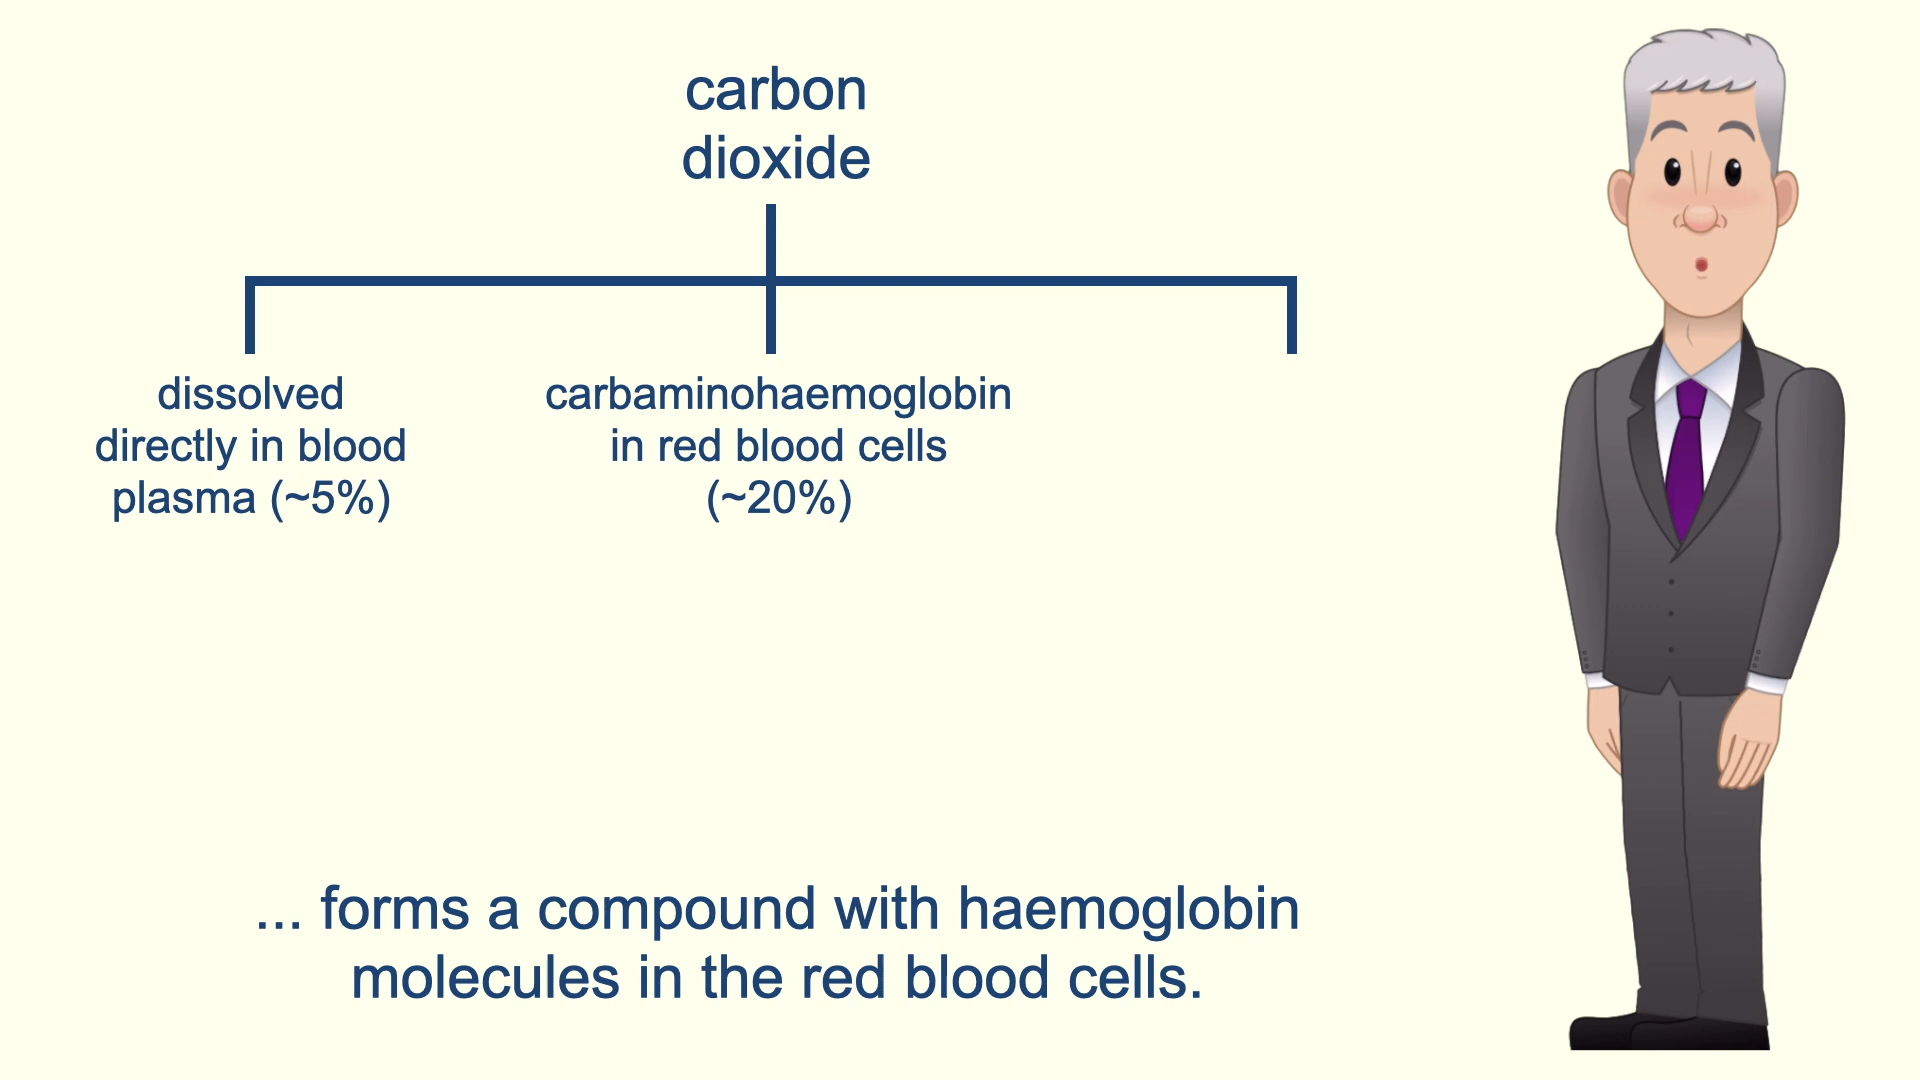 carbon
dioxide
dissolved
directly in blood
plasma (~5%)
carbaminohaemoglobin
in red blood cells
(~20%)
... forms a compound with haemoglobin
molecules in the red blood cells.